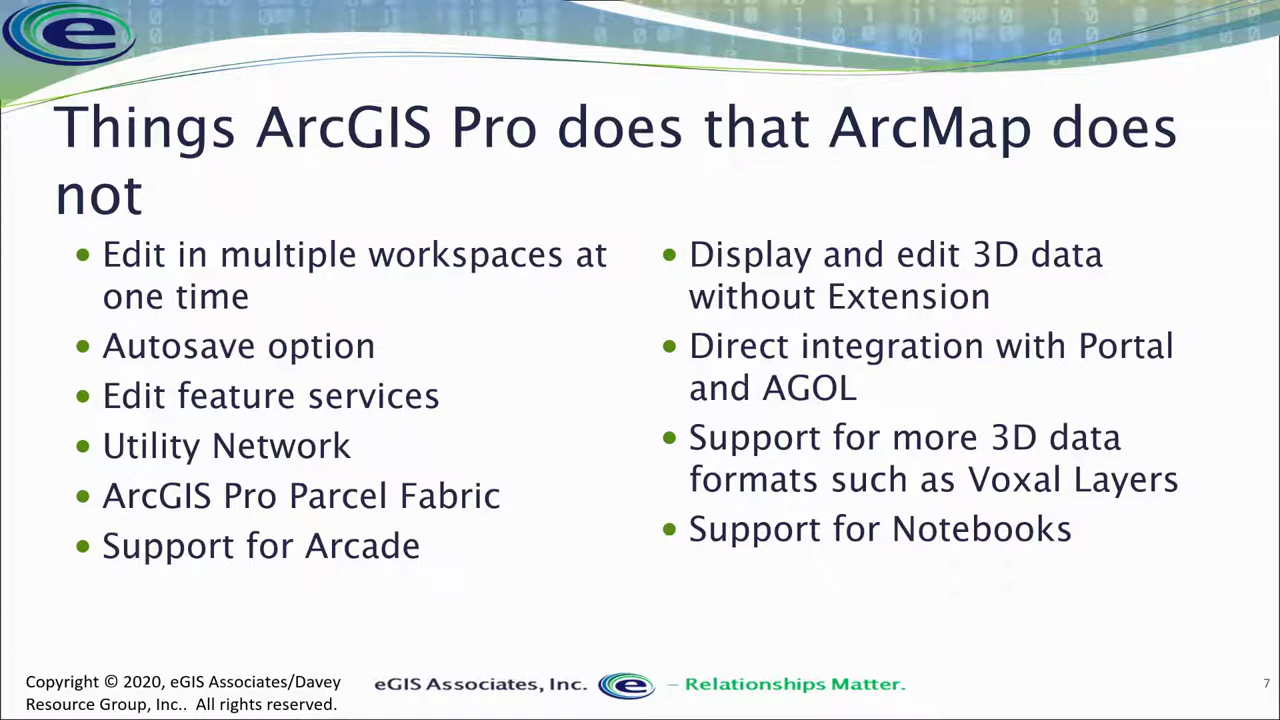 e
Things ArcGIS Pro does that ArcMap does
not
• Edit in multiple workspaces at
one time
• Autosave option
• Edit feature services
• Utility Network
• ArcGIS Pro Parcel Fabric
• Support for Arcade
• Display and edit 3D data
without Extension
• Direct integration with Portal
and AGOL
• Support for more 3D data
formats such as Voxal Layers
• Support for Notebooks
Copyright © 2020, eGIS Associates/Davey
Resource Group, Inc.. All rights reserved.
eGIS Associates, Inc. e – Relationships Matter.
7